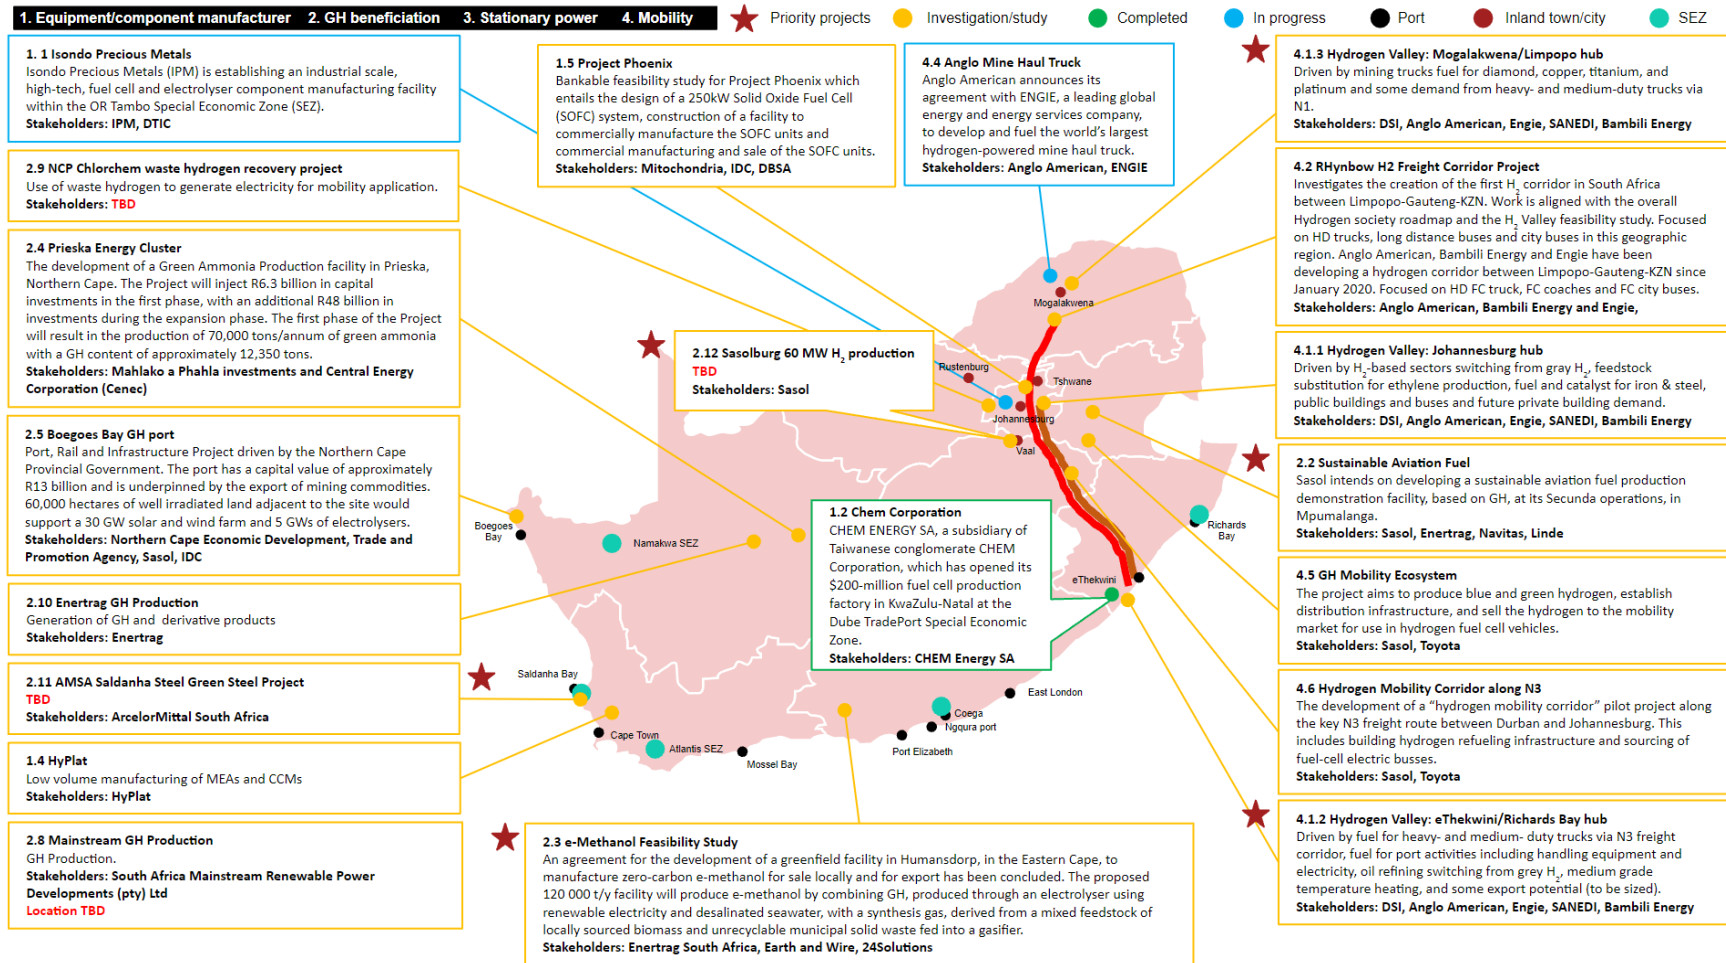 1. Equipment/component manufacturer 2. GH beneficiation 3. Stationary power 4. Mobility
Priority projects
Investigation/study
Completed
In progress
Port
Inland town/city
SEZ
1. 1 Isondo Precious Metals
Isondo Precious Metals (IPM) is establishing an industrial scale,
high-tech, fuel cell and electrolyser component manufacturing facility
within the OR Tambo Special Economic Zone (SEZ).
Stakeholders: IPM, DTIC
2.9 NCP Chlorchem waste hydrogen recovery project
Use of waste hydrogen to generate electricity for mobility application.
Stakeholders: TBD
2.4 Prieska Energy Cluster
The development of a Green Ammonia Production facility in Prieska,
Northern Cape. The Project will inject R6.3 billion in capital
investments in the first phase, with an additional R48 billion in
investments during the expansion phase. The first phase of the Project
will result in the production of 70,000 tons/annum of green ammonia
with a GH content of approximately 12,350 tons.
Stakeholders: Mahlako a Phahla investments and Central Energy
Corporation (Cenec)
2.5 Boegoes Bay GH port
Port, Rail and Infrastructure Project driven by the Northern Cape
Provincial Government. The port has a capital value of approximately
R13 billion and is underpinned by the export of mining commodities.
60,000 hectares of well irradiated land adjacent to the site would
support a 30 GW solar and wind farm and 5 GWs of electrolysers.
Stakeholders: Northern Cape Economic Development, Trade and
Promotion Agency, Sasol, IDC
2.10 Enertrag GH Production
Generation of GH and derivative products
Stakeholders: Enertrag
2.11 AMSA Saldanha Steel Green Steel Project
TBD
Stakeholders: ArcelorMittal South Africa
1.4 HyPlat
Low volume manufacturing of MEAs and CCMs
Stakeholders: HyPlat
2.8 Mainstream GH Production
GH Production.
Stakeholders: South Africa Mainstream Renewable Power
Developments (pty) Ltd
Location TBD
1.5 Project Phoenix
Bankable feasibility study for Project Phoenix which
entails the design of a 250kW Solid Oxide Fuel Cell
(SOFC) system, construction of a facility to
commercially manufacture the SOFC units and
commercial manufacturing and sale of the SOFC units.
Stakeholders: Mitochondria, IDC, DBSA
4.4 Anglo Mine Haul Truck
Anglo American announces its
agreement with ENGIE, a leading global
energy and energy services company,
to develop and fuel the world's largest
hydrogen-powered mine haul truck.
Stakeholders: Anglo American, ENGIE
2.12 Sasolburg 60 MW H2 production
TBD
Stakeholders: Sasol
1.2 Chem Corporation
CHEM ENERGY SA, a subsidiary of
Taiwanese conglomerate CHEM
Corporation, which has opened its
$200-million fuel cell production
factory in KwaZulu-Natal at the
Dube TradePort Special Economic
Zone.
Stakeholders: CHEM Energy SA
2.3 e-Methanol Feasibility Study
An agreement for the development of a greenfield facility in Humansdorp, in the Eastern Cape, to
manufacture zero-carbon e-methanol for sale locally and for export has been concluded. The proposed
120 000 t/y facility will produce e-methanol by combining GH, produced through an electrolyser using
renewable electricity and desalinated seawater, with a synthesis gas, derived from a mixed feedstock of
locally sourced biomass and unrecyclable municipal solid waste fed into a gasifier.
Stakeholders: Enertrag South Africa, Earth and Wire, 24Solutions
Mogalakwena
Rustenburg
Tshwane
Johannesburg
Vaal
Boegoes
Bay
Namakwa SEZ
Richards
Bay
eThekwini
Saldanha Bay
Cape Town
Atlantis SEZ
Mossel Bay
East London
Coega
Ngqura port
Port Elizabeth
4.1.3 Hydrogen Valley: Mogalakwena/Limpopo hub
Driven by mining trucks fuel for diamond, copper, titanium, and
platinum and some demand from heavy- and medium-duty trucks via
N1.
Stakeholders: DSI, Anglo American, Engie, SANEDI, Bambili Energy
4.2 RHynbow H2 Freight Corridor Project
Investigates the creation of the first H2 corridor in South Africa
between Limpopo-Gauteng-KZN. Work is aligned with the overall
Hydrogen society roadmap and the H2 Valley feasibility study. Focused
on HD trucks, long distance buses and city buses in this geographic
region. Anglo American, Bambili Energy and Engie have been
developing a hydrogen corridor between Limpopo-Gauteng-KZN since
January 2020. Focused on HD FC truck, FC coaches and FC city buses.
Stakeholders: Anglo American, Bambili Energy and Engie,
4.1.1 Hydrogen Valley: Johannesburg hub
Driven by H2-based sectors switching from gray H2, feedstock
substitution for ethylene production, fuel and catalyst for iron & steel,
public buildings and buses and future private building demand.
Stakeholders: DSI, Anglo American, Engie, SANEDI, Bambili Energy
2.2 Sustainable Aviation Fuel
Sasol intends on developing a sustainable aviation fuel production
demonstration facility, based on GH, at its Secunda operations, in
Mpumalanga.
Stakeholders: Sasol, Enertrag, Navitas, Linde
4.5 GH Mobility Ecosystem
The project aims to produce blue and green hydrogen, establish
distribution infrastructure, and sell the hydrogen to the mobility
market for use in hydrogen fuel cell vehicles.
Stakeholders: Sasol, Toyota
4.6 Hydrogen Mobility Corridor along N3
The development of a "hydrogen mobility corridor" pilot project along
the key N3 freight route between Durban and Johannesburg. This
includes building hydrogen refueling infrastructure and sourcing of
fuel-cell electric busses.
Stakeholders: Sasol, Toyota
4.1.2 Hydrogen Valley: eThekwini/Richards Bay hub
Driven by fuel for heavy- and medium- duty trucks via N3 freight
corridor, fuel for port activities including handling equipment and
electricity, oil refining switching from grey H2, medium grade
temperature heating, and some export potential (to be sized).
Stakeholders: DSI, Anglo American, Engie, SANEDI, Bambili Energy